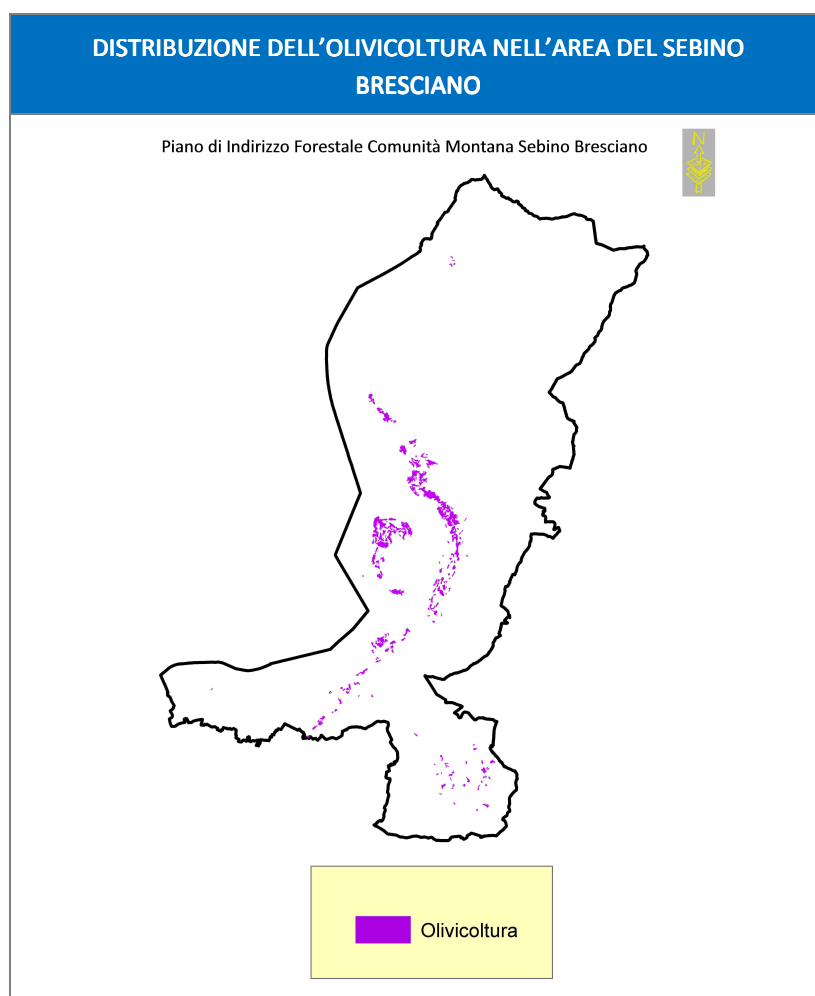 DISTRIBUZIONE DELL’OLIVICOLTURA NELL’AREA DEL SEBINO
BRESCIANO
Piano di Indirizzo Forestale Comunità Montana Sebino Bresciano
N
Olivicoltura